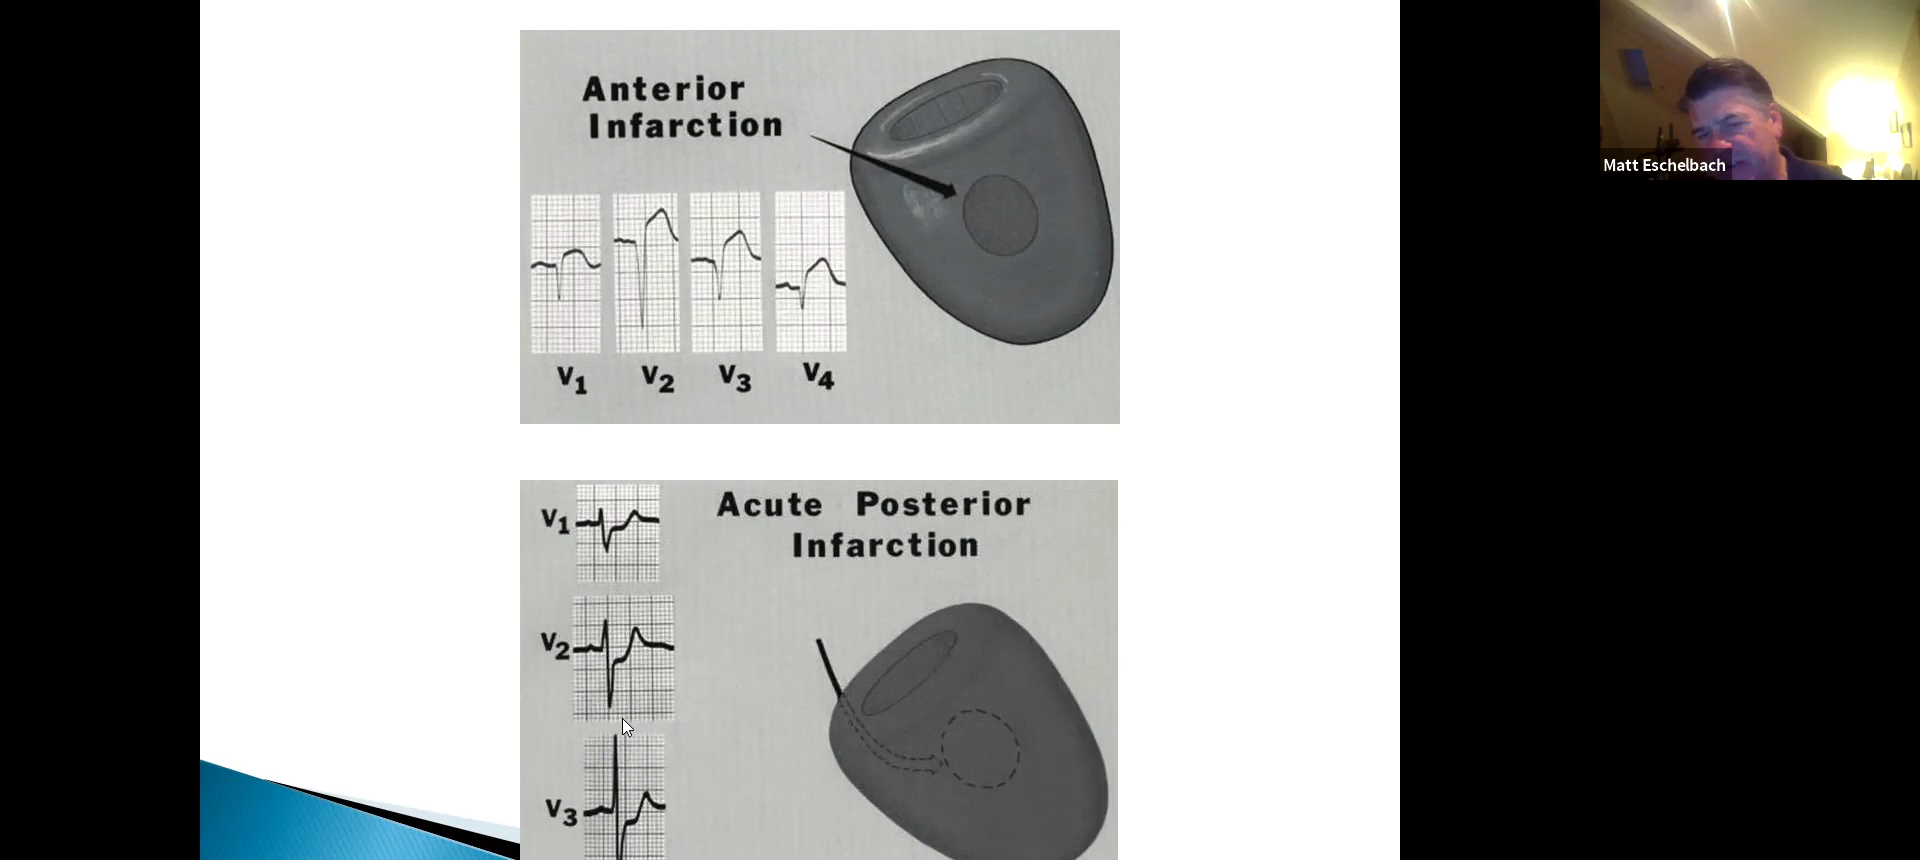 Anterior
Infarction
V1 V2 V3 V4
Acute Posterior
Infarction
V1
V2
V3
Matt Eschelbach